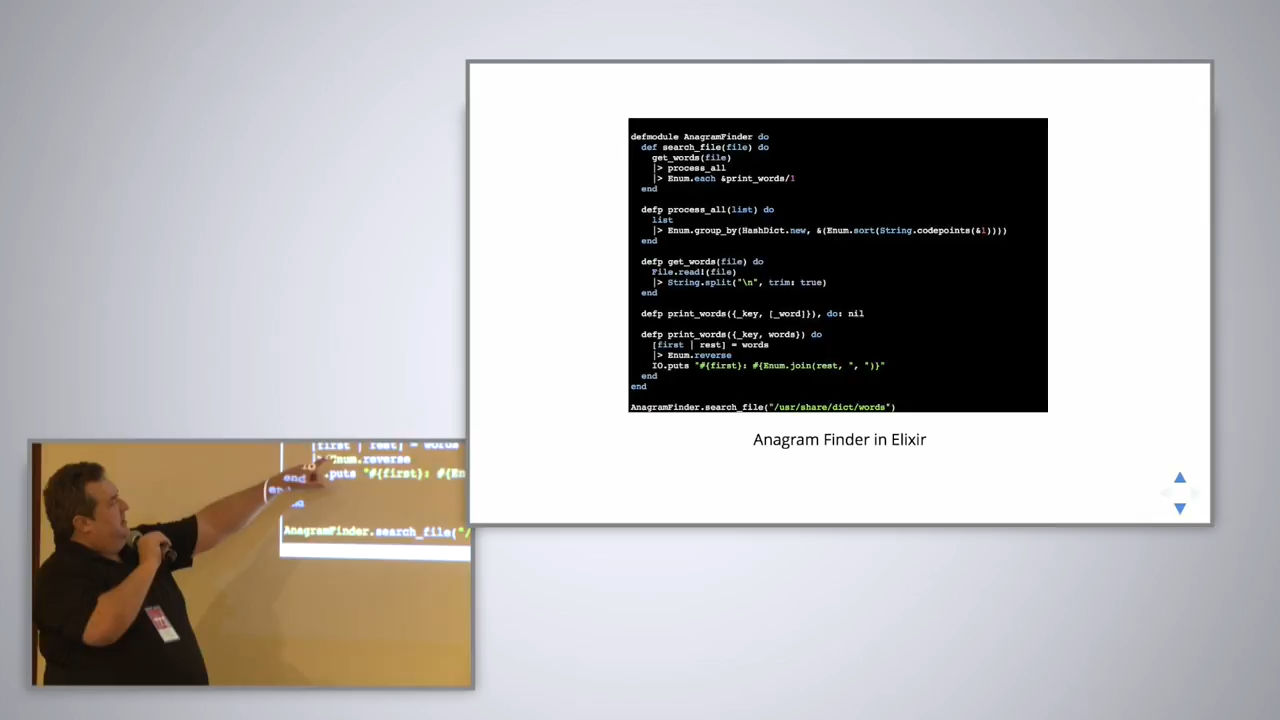 defmodule AnagramFinder do
  def search_file(file) do
    get_words(file)
    |> process_all
    |> Enum.each &print_words/1
  end

  defp process_all(list) do
    list
    |> Enum.group_by(HashDict.new, &(Enum.sort(String.codepoints(&1))))
  end

  defp get_words(file) do
    File.read!(file)
    |> String.split("\n", trim: true)
  end

  defp print_words({_key, [_word]}), do: nil

  defp print_words({_key, words}) do
    [first | rest] = words
    |> Enum.reverse
    IO.puts "#{first}: #{Enum.join(rest, ", ")}"
  end
end

AnagramFinder.search_file("/usr/share/dict/words")
Anagram Finder in Elixir
[first | rest] = words
|> Enum.reverse
.puts "#{first}: #{En
end
AnagramFinder.search_file("/